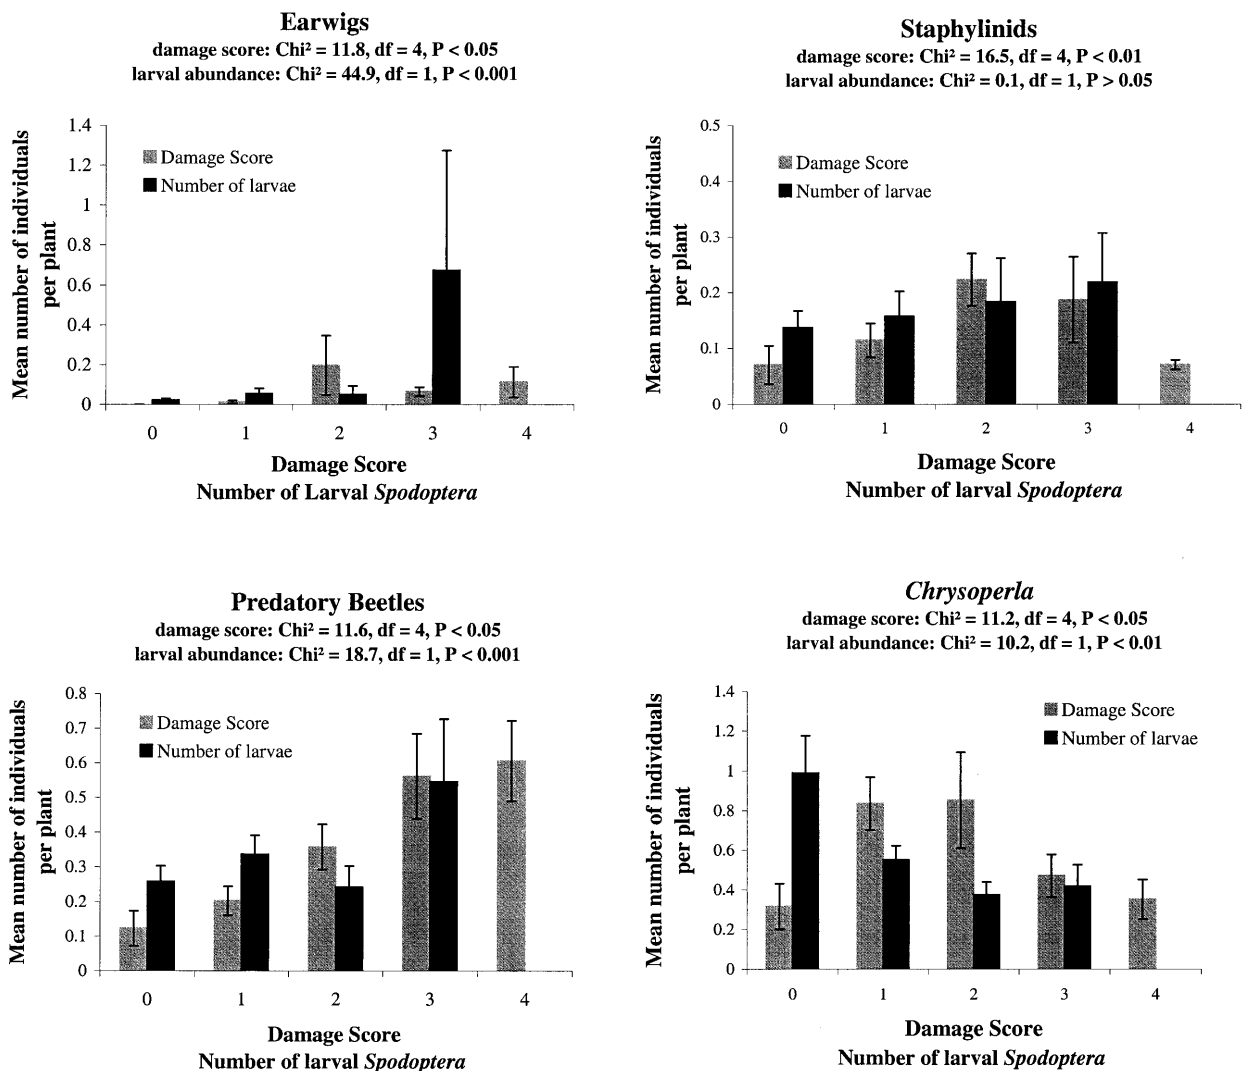 Earwigs
damage score: Chi² = 11.8, df = 4, P < 0.05
larval abundance: Chi² = 44.9, df = 1, P < 0.001
Mean number of individuals
per plant
1.4
1.2
1
0.8
0.6
0.4
0.2
0
Damage Score
Number of larvae
0 1 2 3 4
Damage Score
Number of Larval Spodoptera
Staphylinids
damage score: Chi² = 16.5, df = 4, P < 0.01
larval abundance: Chi² = 0.1, df = 1, P > 0.05
Mean number of individuals
per plant
0.5
0.4
0.3
0.2
0.1
0
Damage Score
Number of larvae
0 1 2 3 4
Damage Score
Number of larval Spodoptera
Predatory Beetles
damage score: Chi² = 11.6, df = 4, P < 0.05
larval abundance: Chi² = 18.7, df = 1, P < 0.001
Mean number of individuals
per plant
0.8
0.7
0.6
0.5
0.4
0.3
0.2
0.1
0
Damage Score
Number of larvae
0 1 2 3 4
Damage Score
Number of larval Spodoptera
Chrysoperla
damage score: Chi² = 11.2, df = 4, P < 0.05
larval abundance: Chi² = 10.2, df = 1, P < 0.01
Mean number of individuals
per plant
1.4
1.2
1
0.8
0.6
0.4
0.2
0
Damage Score
Number of larvae
0 1 2 3 4
Damage Score
Number of larval Spodoptera